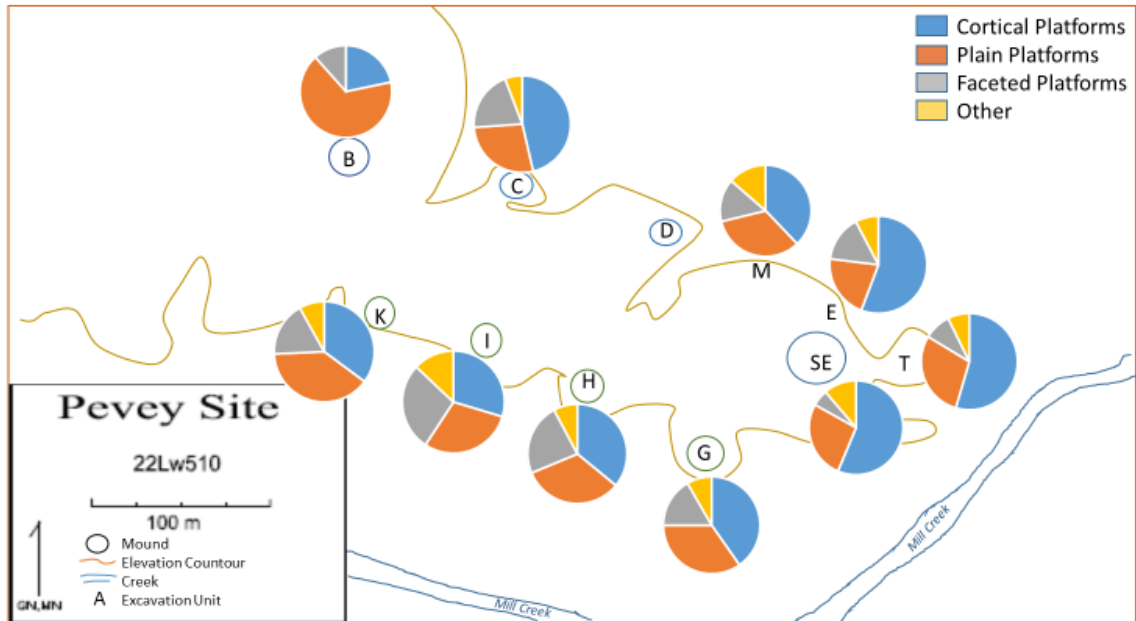 Cortical Platforms
Plain Platforms
Faceted Platforms
Other
B
C
D
M
E
K
I
H
SE
T
G
Pevey Site
22Lw510
100 m
Mound
Elevation Countour
Creek
A Excavation Unit
GN,MN
Mill Creek
Mill Creek